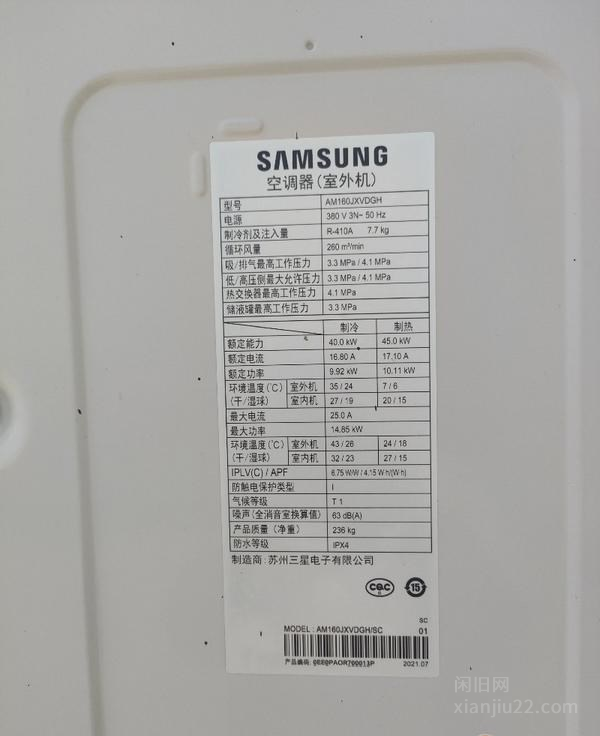 SAMSUNG
空调器(室外机)
型号 AM160JXVDGH
电源 380 V 3N~ 50 Hz
制冷剂及注入量 R-410A 7.7 kg
循环风量 260 m³/min
吸/排气最高工作压力 3.3 MPa / 4.1 MPa
低/高压侧最大允许压力 3.3 MPa / 4.1 MPa
热交换器最高工作压力 4.1 MPa
储液罐最高工作压力 3.3 MPa
制冷 制热
额定能力 40.0 kW 45.0 kW
额定电流 16.80 A 17.10 A
额定功率 9.92 kW 10.11 kW
环境温度(℃) 室外机 35 / 24 7 / 6
(干/湿球) 室内机 27 / 19 20 / 15
最大电流 25.0 A
最大功率 14.85 kW
环境温度(℃) 室外机 43 / 26 24 / 18
(干/湿球) 室内机 32 / 23 27 / 15
IPLV(C) / APF 6.75 W/W / 4.15 W·h/(W·h)
防触电保护类型 I
气候等级 T 1
噪声(全消音室换算值) 63 dB(A)
产品质量(净重) 236 kg
防水等级 IPX4
制造商: 苏州三星电子有限公司
CQC 15
SC
MODEL : AM160JXVDGH/SC 01
产品编码: 2021.07
闲旧网
xianjiu22.com